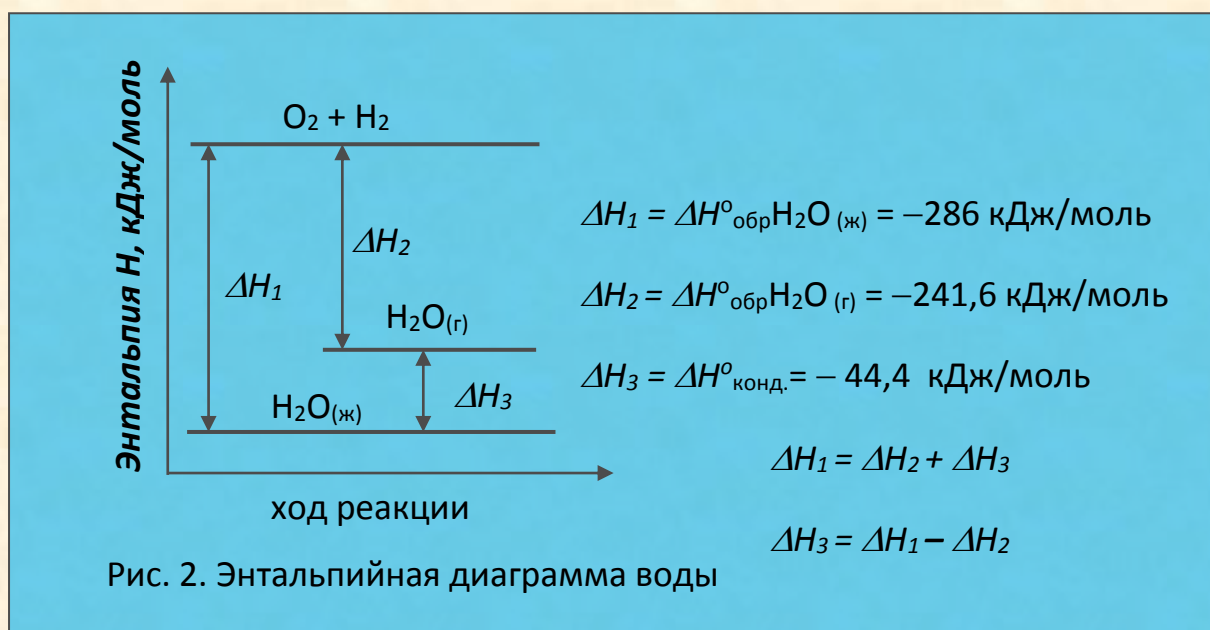 Энтальпия H, кДж/моль
O₂ + H₂
ΔH₁
ΔH₂
H₂O(г)
ΔH₃
H₂O(ж)
ход реакции
ΔH₁ = ΔHᵒобрH₂O (ж) = −286 кДж/моль
ΔH₂ = ΔHᵒобрH₂O (г) = −241,6 кДж/моль
ΔH₃ = ΔHᵒконд.= − 44,4 кДж/моль
ΔH₁ = ΔH₂ + ΔH₃
ΔH₃ = ΔH₁ − ΔH₂
Рис. 2. Энтальпийная диаграмма воды